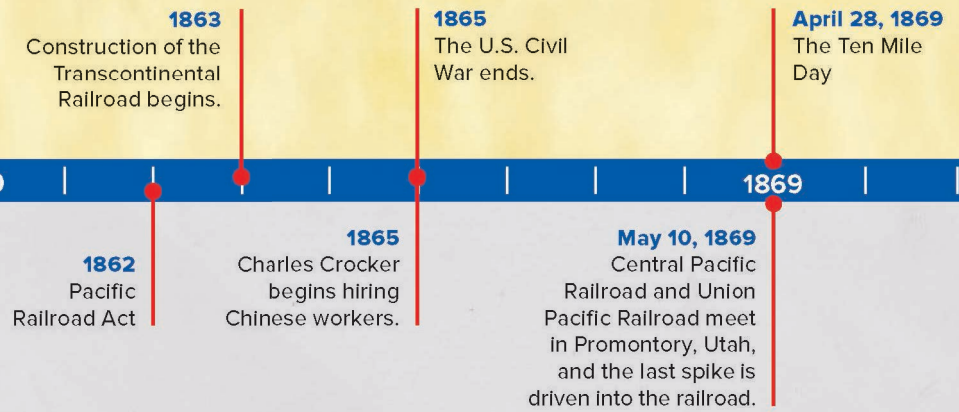 1863
Construction of the
Transcontinental
Railroad begins.
1865
The U.S. Civil
War ends.
April 28, 1869
The Ten Mile
Day
1869
1862
Pacific
Railroad Act
1865
Charles Crocker
begins hiring
Chinese workers.
May 10, 1869
Central Pacific
Railroad and Union
Pacific Railroad meet
in Promontory, Utah,
and the last spike is
driven into the railroad.